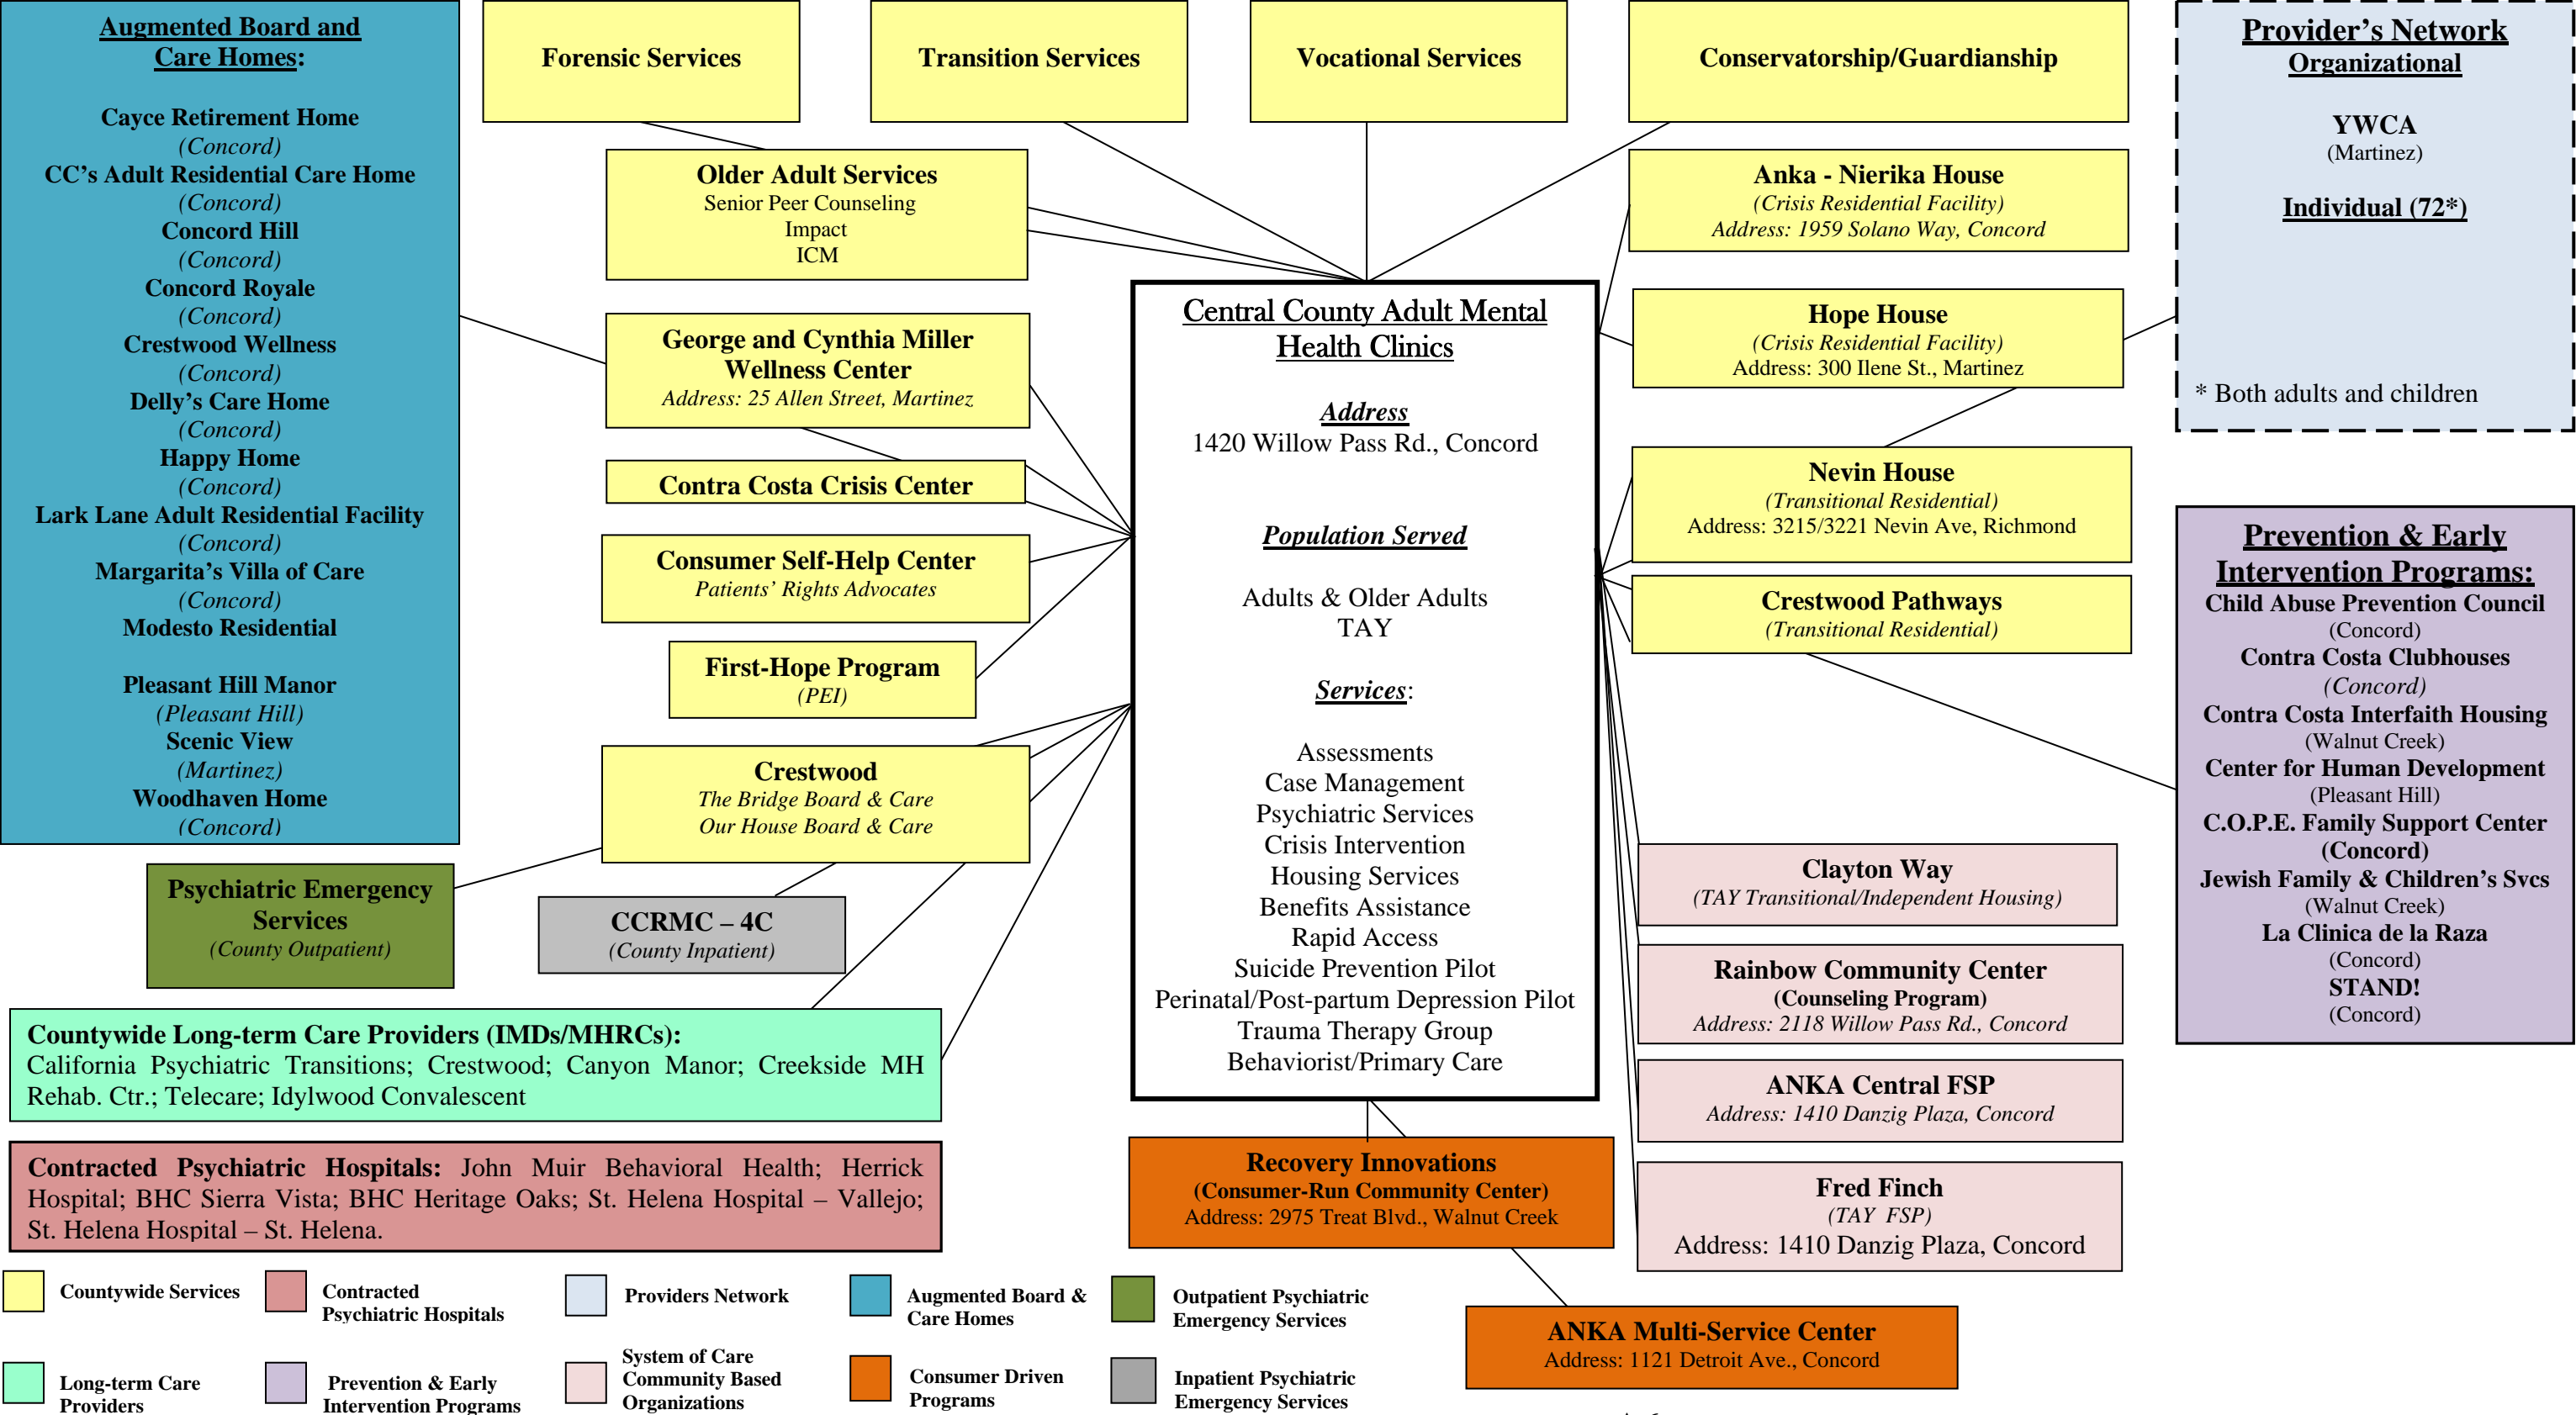 Augmented Board and
Care Homes:
Cayce Retirement Home
(Concord)
CC's Adult Residential Care Home
(Concord)
Concord Hill
(Concord)
Concord Royale
(Concord)
Crestwood Wellness
(Concord)
Delly's Care Home
(Concord)
Happy Home
(Concord)
Lark Lane Adult Residential Facility
(Concord)
Margarita's Villa of Care
(Concord)
Modesto Residential
Pleasant Hill Manor
(Pleasant Hill)
Scenic View
(Martinez)
Woodhaven Home
(Concord)
Forensic Services
Transition Services
Vocational Services
Conservatorship/Guardianship
Provider's Network
Organizational
YWCA
(Martinez)
Individual (72*)
* Both adults and children
Older Adult Services
Senior Peer Counseling
Impact
ICM
George and Cynthia Miller
Wellness Center
Address: 25 Allen Street, Martinez
Contra Costa Crisis Center
Consumer Self-Help Center
Patients' Rights Advocates
First-Hope Program
(PEI)
Crestwood
The Bridge Board & Care
Our House Board & Care
Central County Adult Mental
Health Clinics
Address
1420 Willow Pass Rd., Concord
Population Served
Adults & Older Adults
TAY
Services:
Assessments
Case Management
Psychiatric Services
Crisis Intervention
Housing Services
Benefits Assistance
Rapid Access
Suicide Prevention Pilot
Perinatal/Post-partum Depression Pilot
Trauma Therapy Group
Behaviorist/Primary Care
Anka - Nierika House
(Crisis Residential Facility)
Address: 1959 Solano Way, Concord
Hope House
(Crisis Residential Facility)
Address: 300 Ilene St., Martinez
Nevin House
(Transitional Residential)
Address: 3215/3221 Nevin Ave, Richmond
Crestwood Pathways
(Transitional Residential)
Prevention & Early
Intervention Programs:
Child Abuse Prevention Council
(Concord)
Contra Costa Clubhouses
(Concord)
Contra Costa Interfaith Housing
(Walnut Creek)
Center for Human Development
(Pleasant Hill)
C.O.P.E. Family Support Center
(Concord)
Jewish Family & Children's Svcs
(Walnut Creek)
La Clinica de la Raza
(Concord)
STAND!
(Concord)
Psychiatric Emergency
Services
(County Outpatient)
CCRMC – 4C
(County Inpatient)
Clayton Way
(TAY Transitional/Independent Housing)
Rainbow Community Center
(Counseling Program)
Address: 2118 Willow Pass Rd., Concord
ANKA Central FSP
Address: 1410 Danzig Plaza, Concord
Fred Finch
(TAY FSP)
Address: 1410 Danzig Plaza, Concord
Countywide Long-term Care Providers (IMDs/MHRCs):
California Psychiatric Transitions; Crestwood; Canyon Manor; Creekside MH
Rehab. Ctr.; Telecare; Idylwood Convalescent
Contracted Psychiatric Hospitals: John Muir Behavioral Health; Herrick
Hospital; BHC Sierra Vista; BHC Heritage Oaks; St. Helena Hospital – Vallejo;
St. Helena Hospital – St. Helena.
Recovery Innovations
(Consumer-Run Community Center)
Address: 2975 Treat Blvd., Walnut Creek
ANKA Multi-Service Center
Address: 1121 Detroit Ave., Concord
Countywide Services
Contracted
Psychiatric Hospitals
Providers Network
Augmented Board &
Care Homes
Outpatient Psychiatric
Emergency Services
Long-term Care
Providers
Prevention & Early
Intervention Programs
System of Care
Community Based
Organizations
Consumer Driven
Programs
Inpatient Psychiatric
Emergency Services